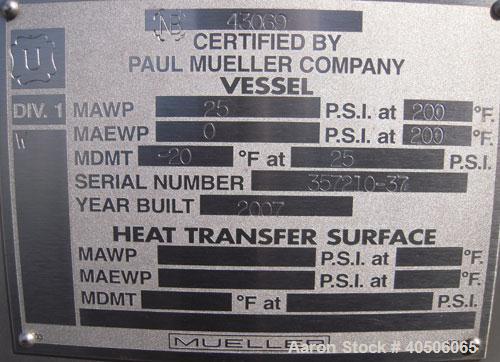 NB 43069
U
CERTIFIED BY
PAUL MUELLER COMPANY
VESSEL
DIV. 1
W
MAWP 25 P.S.I. at 200 °F.
MAEWP 0 P.S.I. at 200 °F.
MDMT -20 °F at 25 P.S.I.
SERIAL NUMBER 357210-37
YEAR BUILT 2007
HEAT TRANSFER SURFACE
MAWP P.S.I. at °F.
MAEWP P.S.I. at °F.
MDMT °F at P.S.I.
MUELLER
Aaron Stock # 40506065